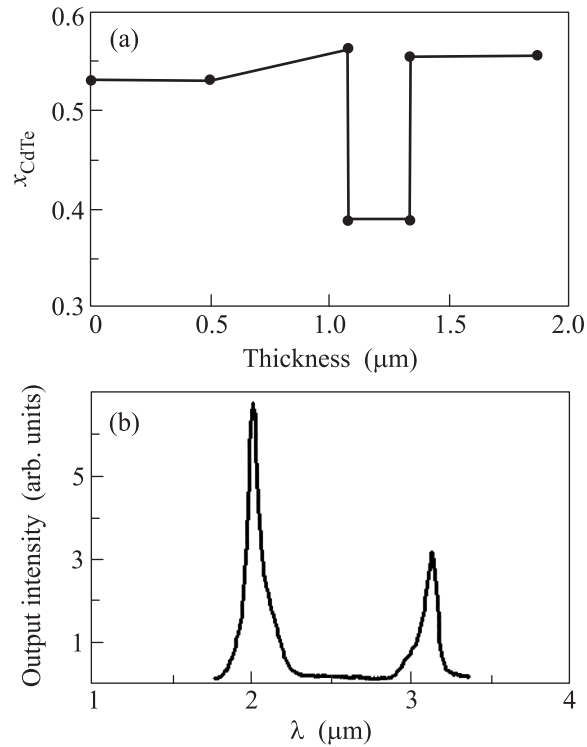 (a)
0.6
0.5
0.4
0.3
xCdTe
0 0.5 1.0 1.5 2.0
Thickness (μm)
(b)
5
3
1
Output intensity (arb. units)
1 2 3 4
λ (μm)